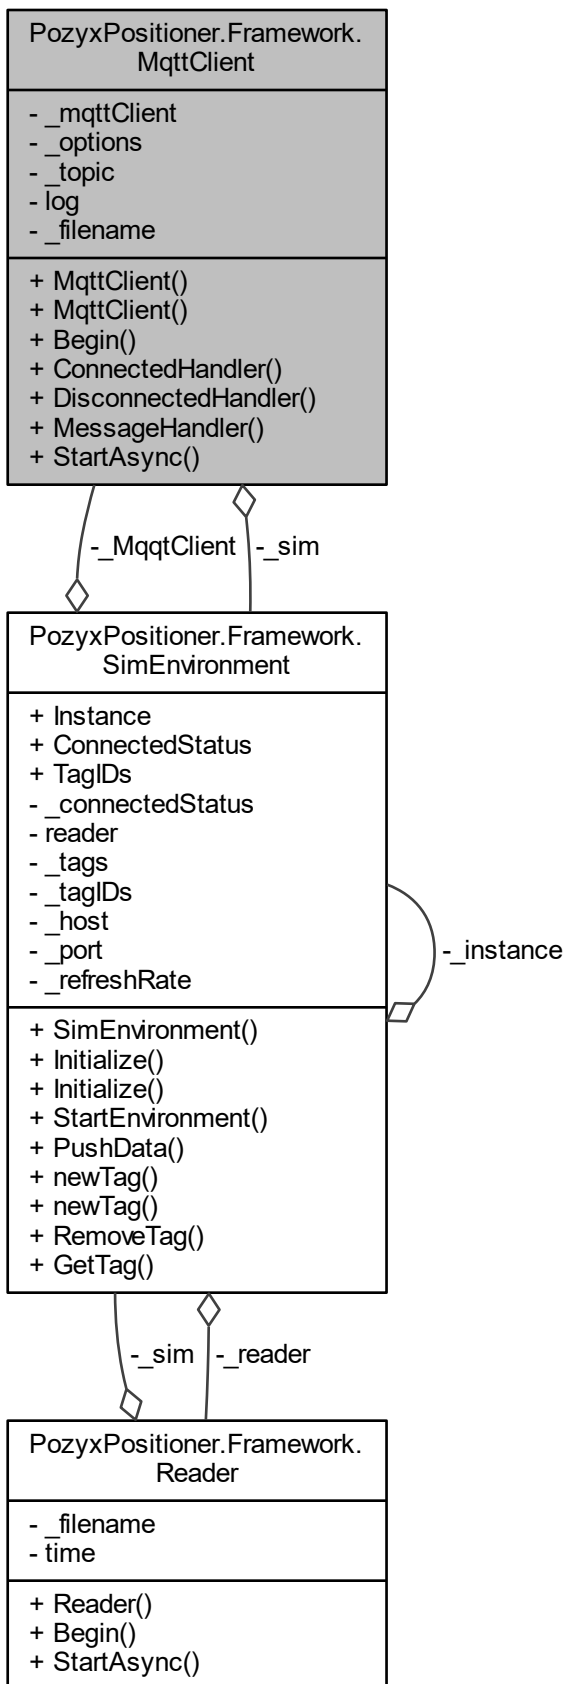 PozyxPositioner.Framework.
MqttClient
- _mqttClient
- _options
- _topic
- log
- _filename
+ MqttClient()
+ MqttClient()
+ Begin()
+ ConnectedHandler()
+ DisconnectedHandler()
+ MessageHandler()
+ StartAsync()
-_MqqtClient
-_sim
PozyxPositioner.Framework.
SimEnvironment
+ Instance
+ ConnectedStatus
+ TagIDs
- _connectedStatus
- reader
- _tags
- _tagIDs
- _host
- _port
- _refreshRate
-_instance
+ SimEnvironment()
+ Initialize()
+ Initialize()
+ StartEnvironment()
+ PushData()
+ newTag()
+ newTag()
+ RemoveTag()
+ GetTag()
-_sim
-_reader
PozyxPositioner.Framework.
Reader
- _filename
- time
+ Reader()
+ Begin()
+ StartAsync()